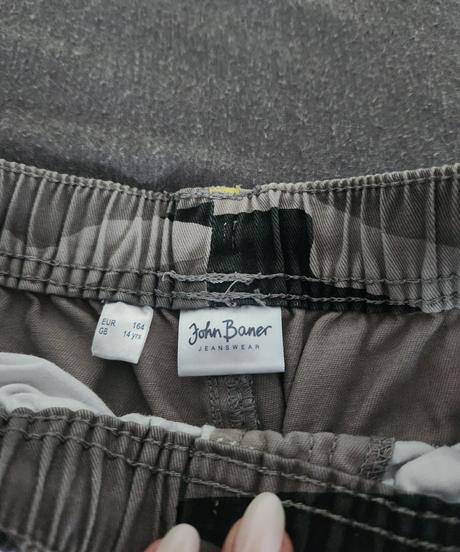 EUR 164
GB 14 yrs
John Baner
JEANSWEAR